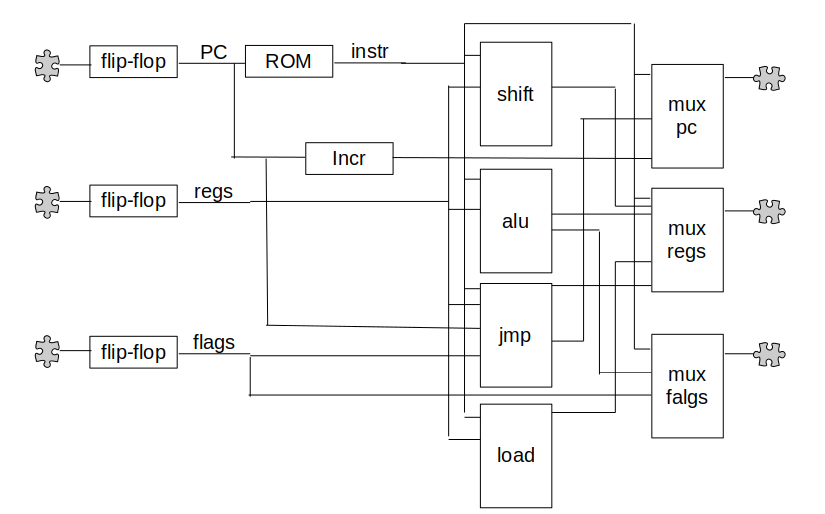 PC
instr
flip-flop
ROM
shift
mux
pc
Incr
regs
flip-flop
alu
mux
regs
flags
flip-flop
jmp
mux
falgs
load